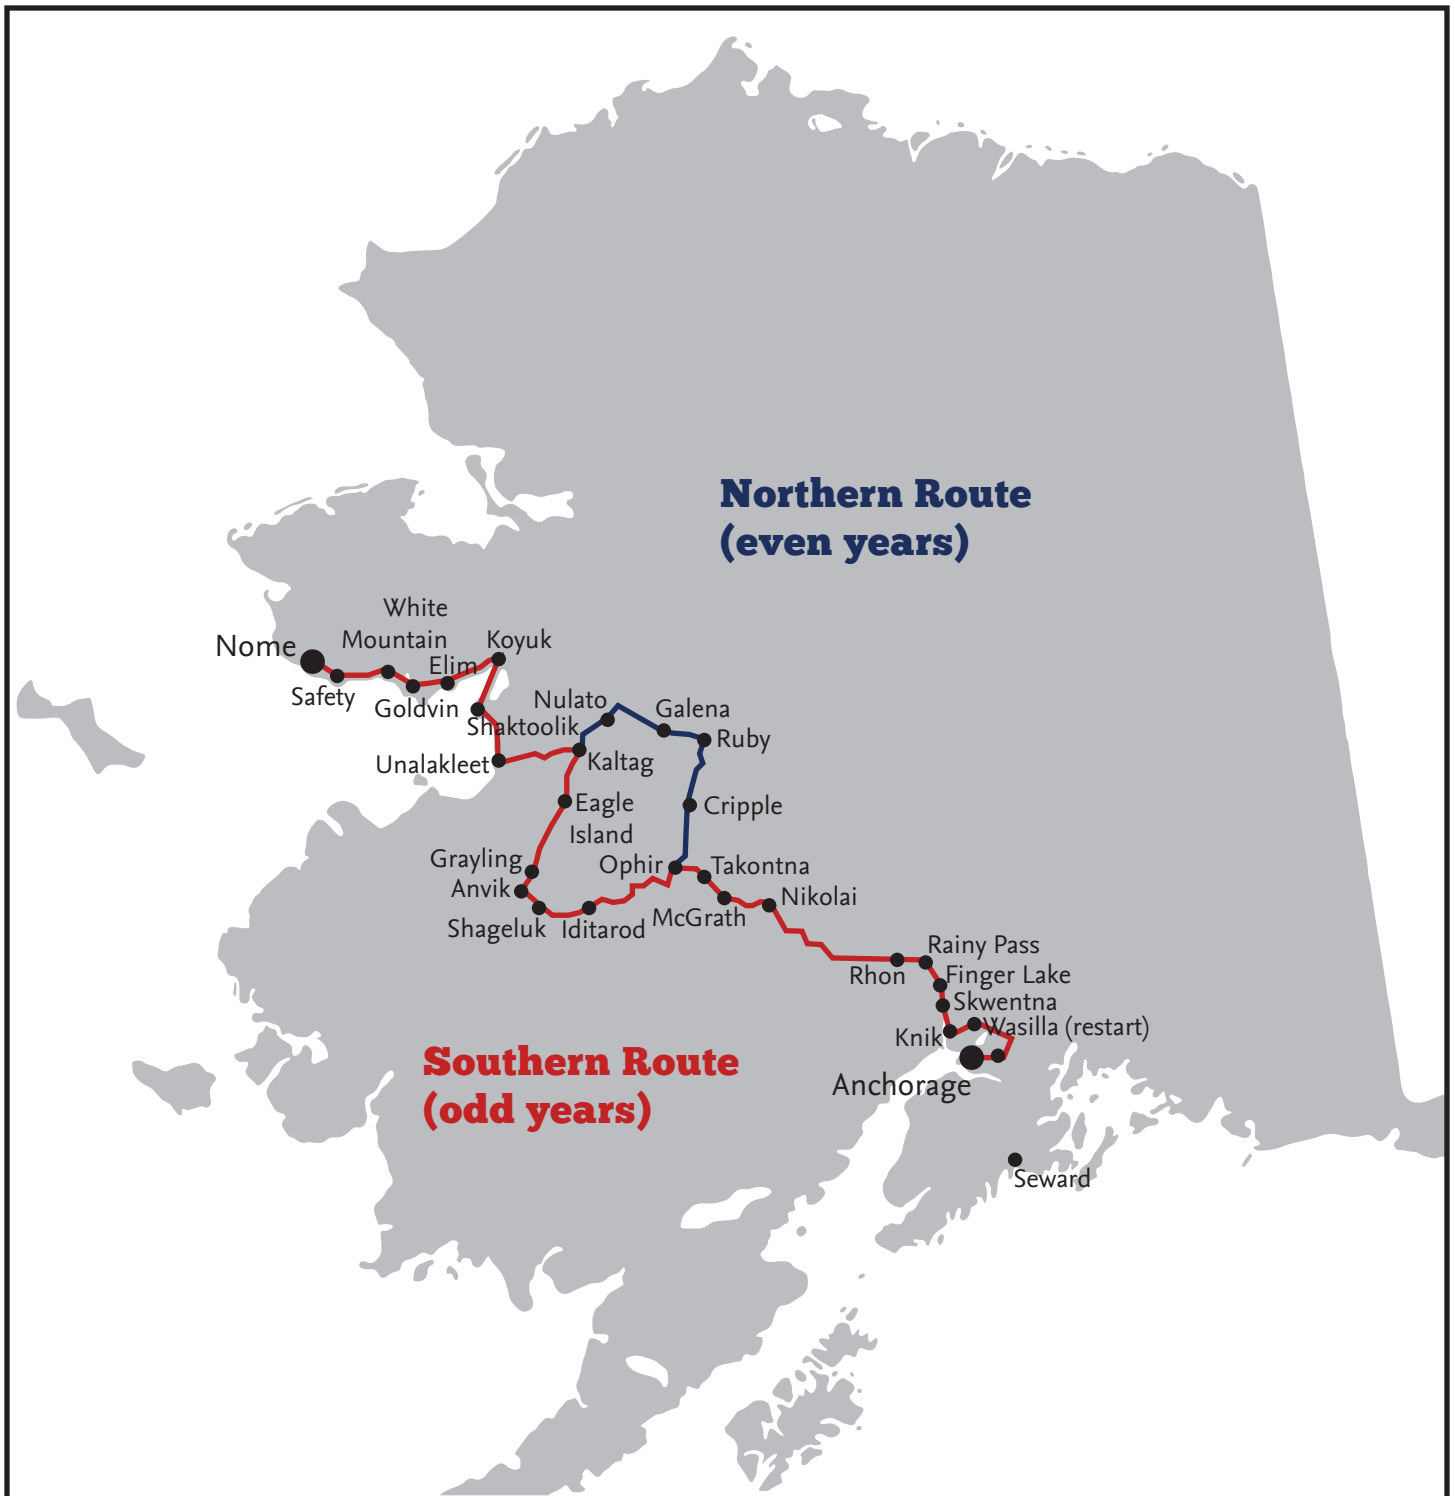 Northern Route
(even years)
White
Mountain
Nome
Koyuk
Elim
Safety
Goldvin
Nulato
Galena
Shaktoolik
Ruby
Unalakleet
Kaltag
Eagle
Island
Cripple
Grayling
Ophir
Takontna
Anvik
Nikolai
Shageluk
Iditarod
McGrath
Rainy Pass
Rhon
Finger Lake
Skwentna
Wasilla (restart)
Knik
Southern Route
(odd years)
Anchorage
Seward